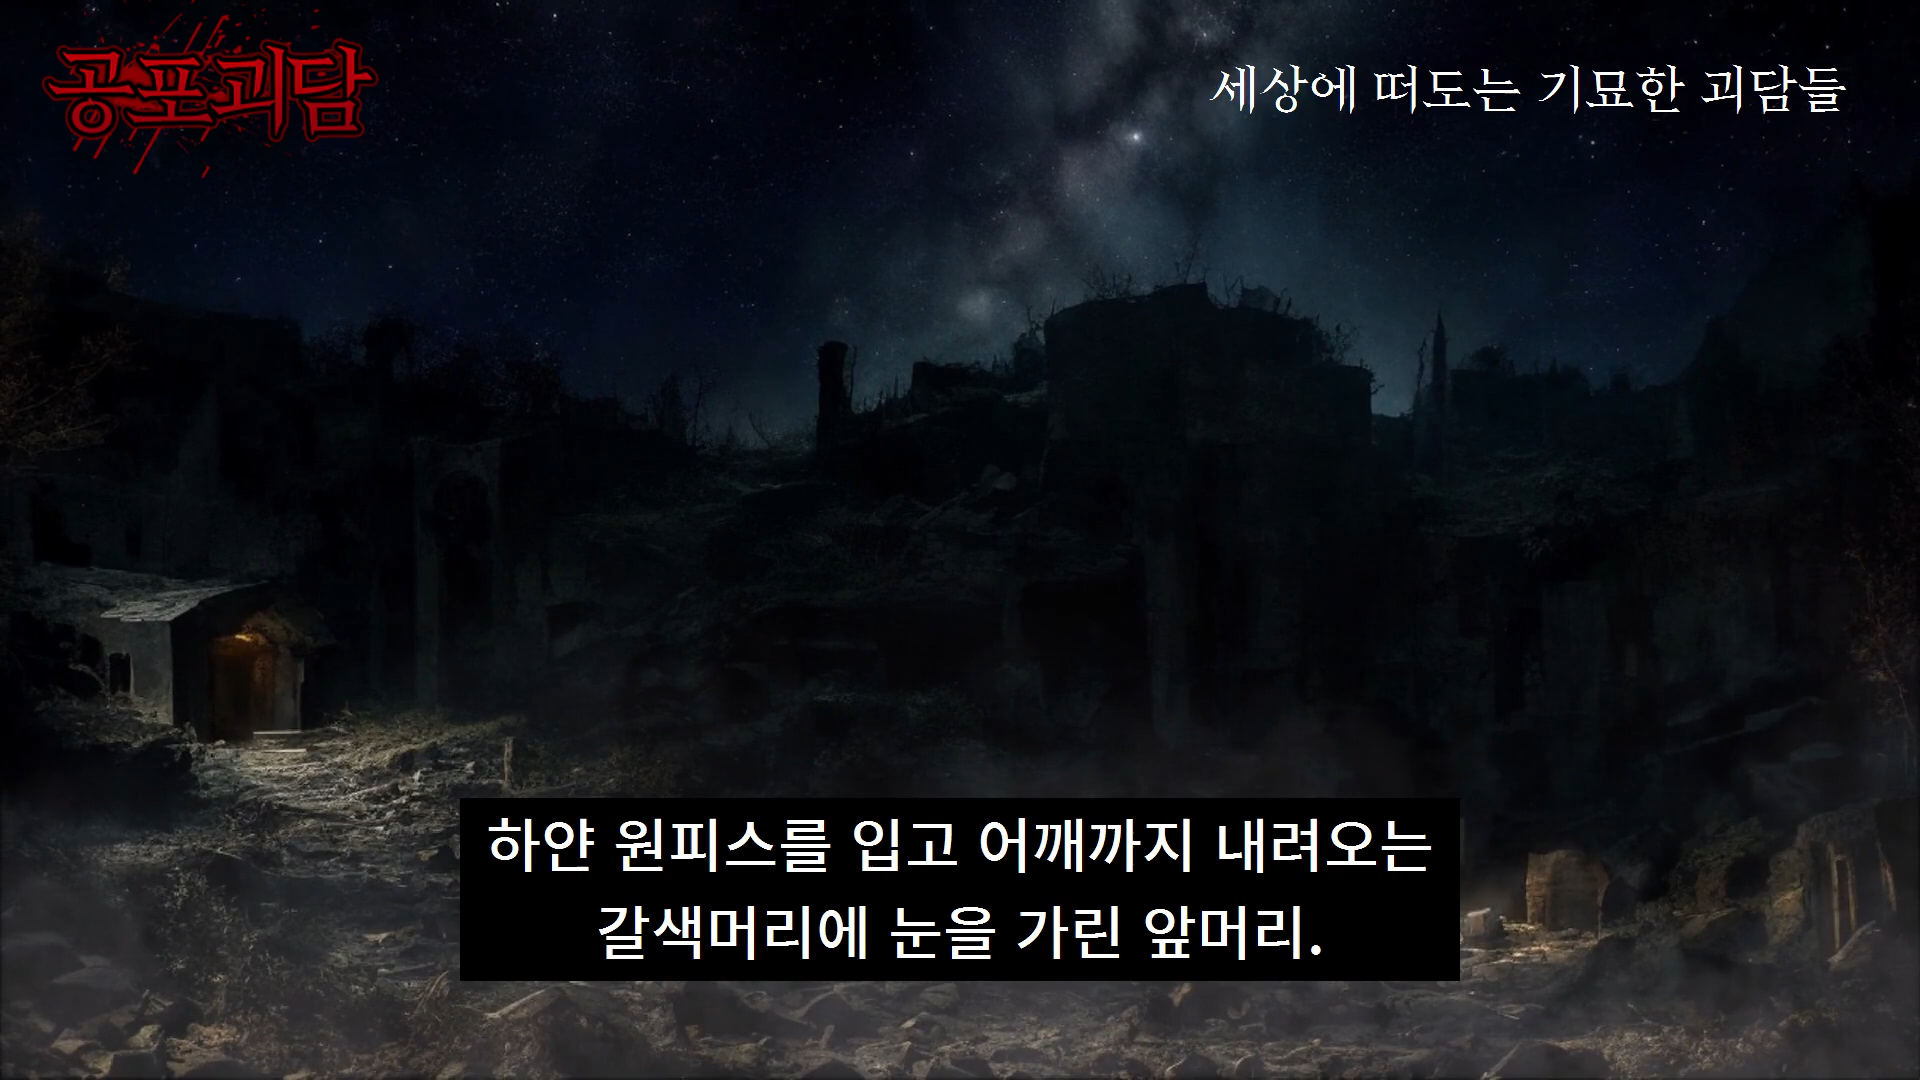 공포괴담
세상에 떠도는 기묘한 괴담들
하얀 원피스를 입고 어깨까지 내려오는
갈색머리에 눈을 가린 앞머리.